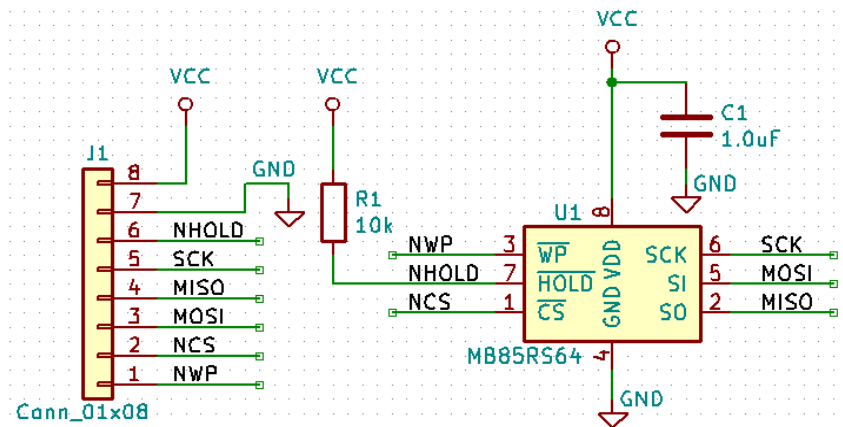 VCC
VCC
VCC
J1
8
7
6
5
4
3
2
1
GND
NHOLD
SCK
MISO
MOSI
NCS
NWP
Conn_01x08
R1
10k
C1
1.0uF
GND
U1
8
NWP 3 WP
NHOLD 7 HOLD
NCS 1 CS
GND VDD
SCK 6 SCK
SI 5 MOSI
SO 2 MISO
MB85RS64
4
GND